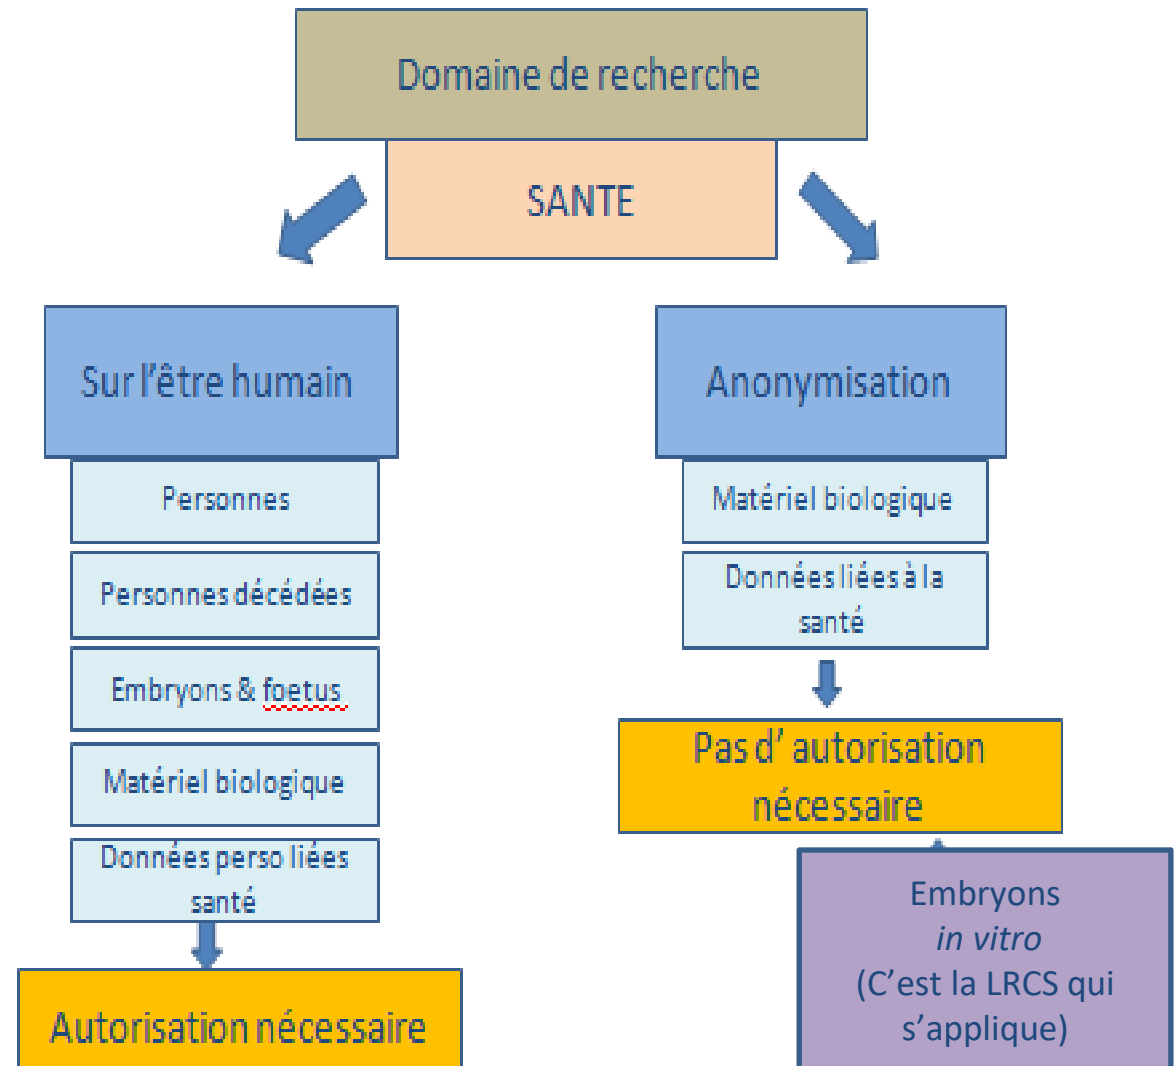 Domaine de recherche
SANTE
Sur l'être humain
Personnes
Personnes décédées
Embryons & foetus
Matériel biologique
Données perso liées
santé
Autorisation nécessaire
Anonymisation
Matériel biologique
Données liées à la
santé
Pas d' autorisation
nécessaire
Embryons
in vitro
(C'est la LRCS qui
s'applique)